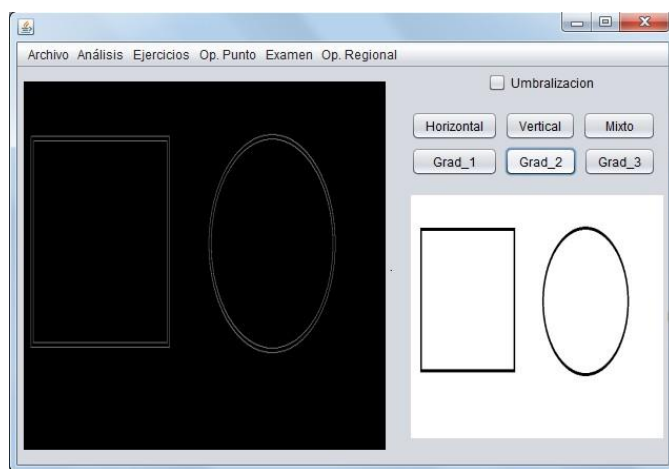 Archivo Análisis Ejercicios Op. Punto Examen Op. Regional
Umbralizacion
Horizontal Vertical Mixto
Grad_1 Grad_2 Grad_3